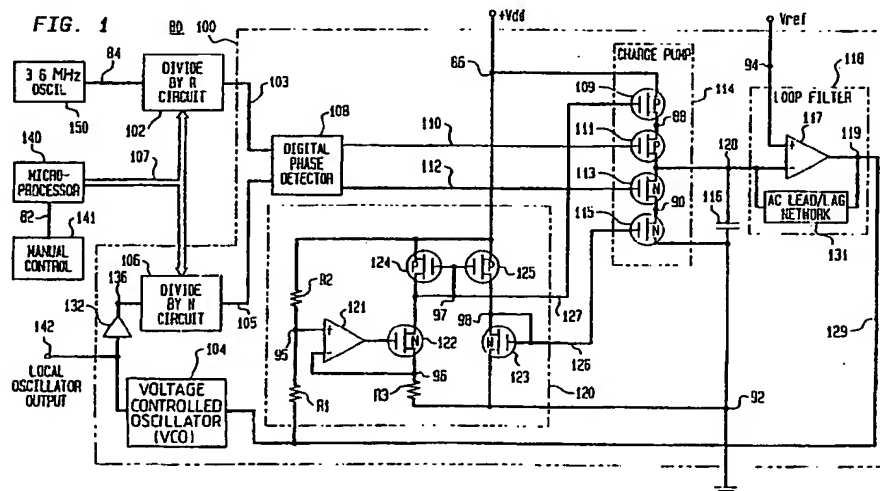 FIG. 1
80
100
+Vdd
Vref
84
3.6 MHz
OSCIL
150
DIVIDE
BY R
CIRCUIT
102
103
86
94
CHARGE PUMP
114
118
LOOP FILTER
109
P
88
111
P
113
N
90
115
N
117
+
-
119
128
116
AC LEAD/LAG
NETWORK
131
108
DIGITAL
PHASE
DETECTOR
110
112
140
MICRO-
PROCESSOR
107
82
141
MANUAL
CONTROL
106
DIVIDE
BY N
CIRCUIT
105
136
132
142
LOCAL
OSCILLATOR
OUTPUT
104
VOLTAGE
CONTROLLED
OSCILLATOR
(VCO)
R2
95
R1
121
+
-
124
P
P
125
97
127
98
N
122
N
123
126
96
R3
120
92
129